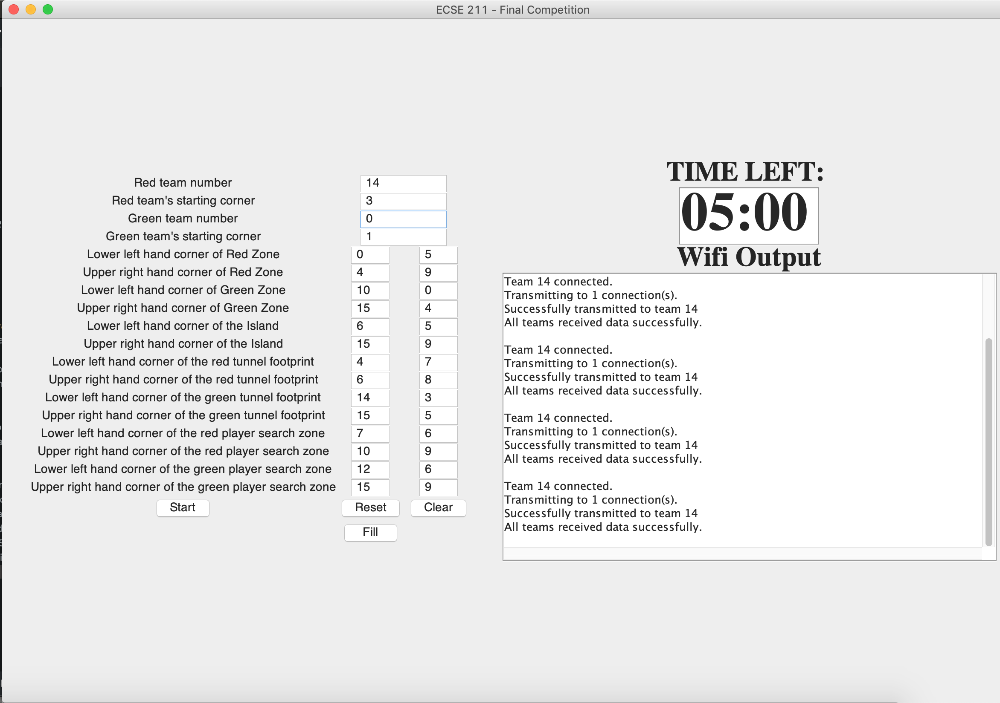 ECSE 211 - Final Competition
Red team number 14
Red team's starting corner 3
Green team number 0
Green team's starting corner 1
Lower left hand corner of Red Zone 0 5
Upper right hand corner of Red Zone 4 9
Lower left hand corner of Green Zone 10 0
Upper right hand corner of Green Zone 15 4
Lower left hand corner of the Island 6 5
Upper right hand corner of the Island 15 9
Lower left hand corner of the red tunnel footprint 4 7
Upper right hand corner of the red tunnel footprint 6 8
Lower left hand corner of the green tunnel footprint 14 3
Upper right hand corner of the green tunnel footprint 15 5
Lower left hand corner of the red player search zone 7 6
Upper right hand corner of the red player search zone 10 9
Lower left hand corner of the green player search zone 12 6
Upper right hand corner of the green player search zone 15 9
Start Reset Clear
Fill
TIME LEFT:
05:00
Wifi Output
Team 14 connected.
Transmitting to 1 connection(s).
Successfully transmitted to team 14
All teams received data successfully.
Team 14 connected.
Transmitting to 1 connection(s).
Successfully transmitted to team 14
All teams received data successfully.
Team 14 connected.
Transmitting to 1 connection(s).
Successfully transmitted to team 14
All teams received data successfully.
Team 14 connected.
Transmitting to 1 connection(s).
Successfully transmitted to team 14
All teams received data successfully.